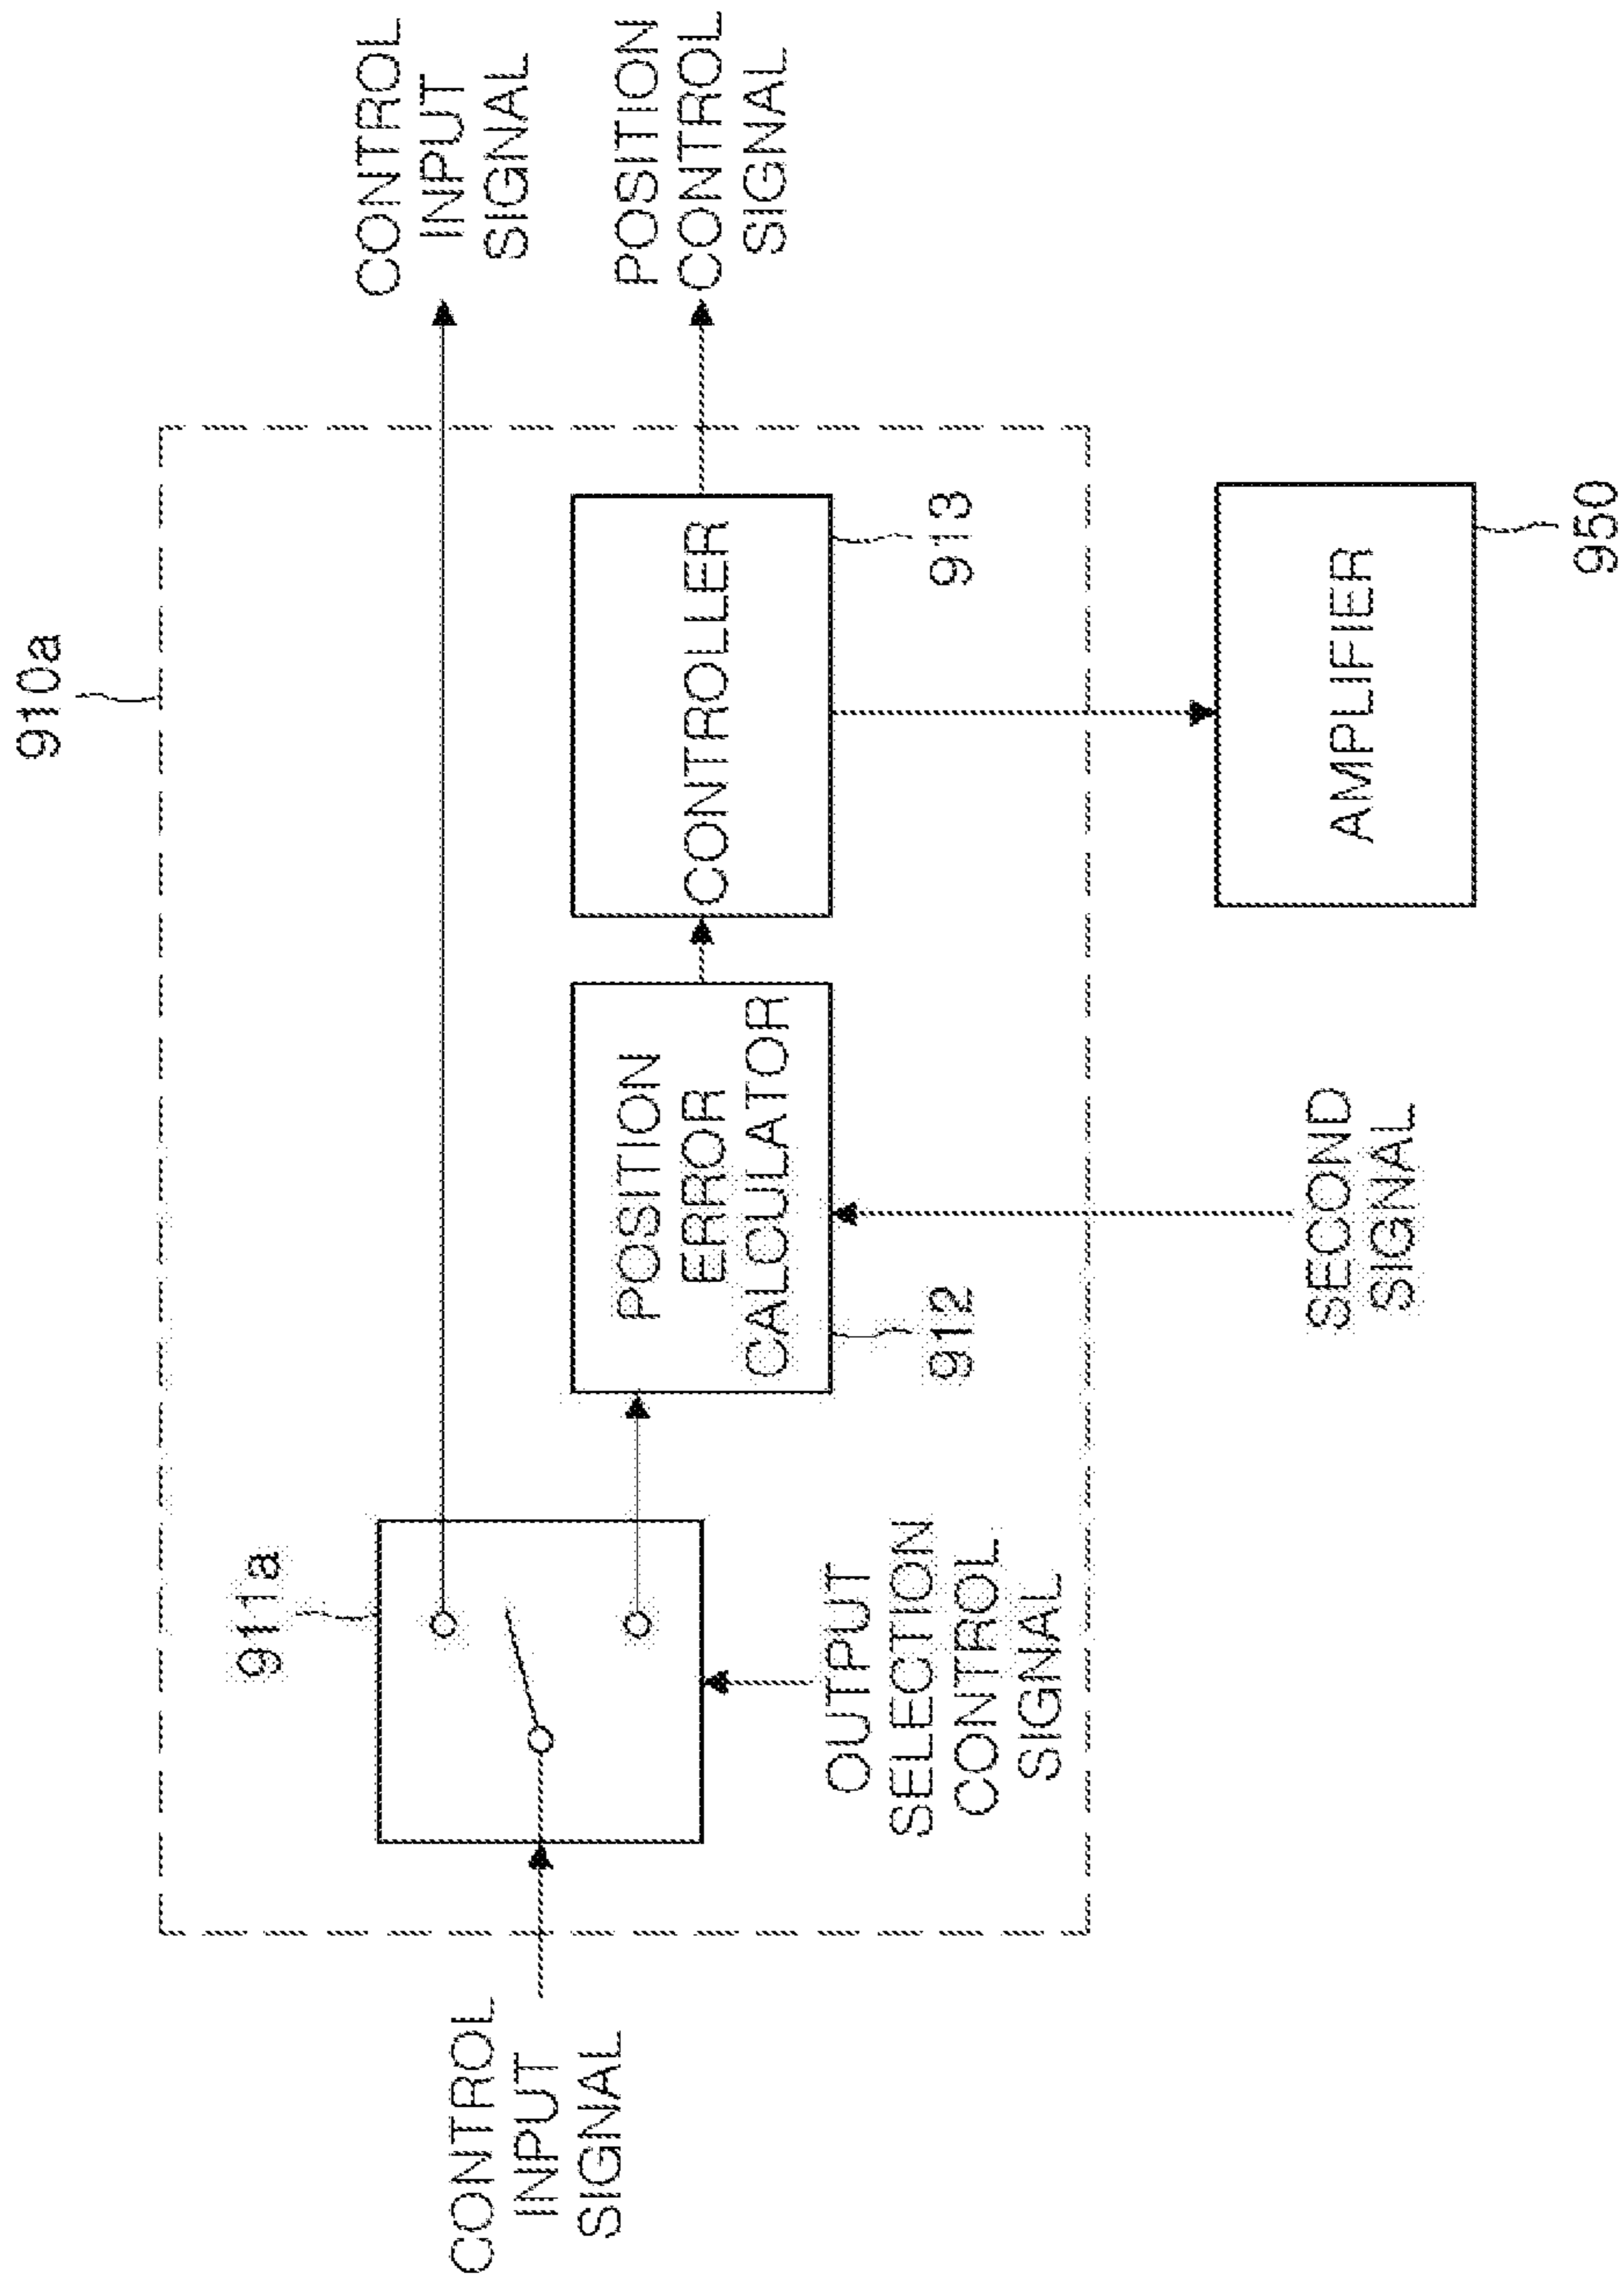 910a
911a
CONTROL
INPUT
SIGNAL
CONTROL
INPUT
SIGNAL
POSITION
ERROR
CALCULATOR
912
CONTROLLER
913
POSITION
CONTROL
SIGNAL
OUTPUT
SELECTION
CONTROL
SIGNAL
SECOND
SIGNAL
AMPLIFIER
950